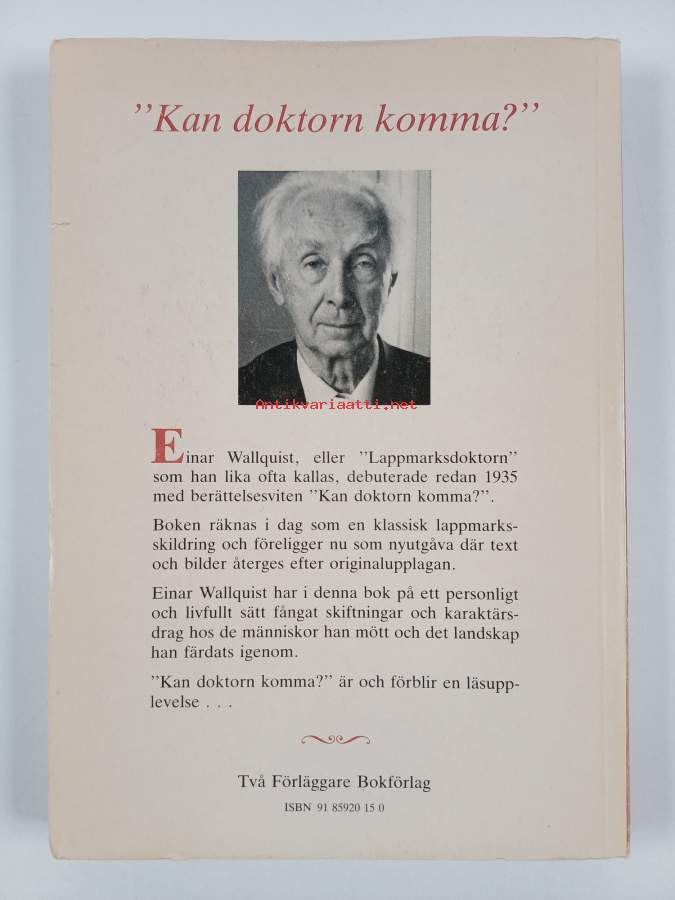 ”Kan doktorn komma?”
Antikvariaatti.net
Einar Wallquist, eller ”Lappmarksdoktorn”
som han lika ofta kallas, debuterade redan 1935
med berättelsesviten ”Kan doktorn komma?”.
Boken räknas i dag som en klassisk lappmarks-
skildring och föreligger nu som nyutgåva där text
och bilder återges efter originalupplagan.
Einar Wallquist har i denna bok på ett personligt
och livfullt sätt fångat skiftningar och karaktärs-
drag hos de människor han mött och det landskap
han färdats igenom.
”Kan doktorn komma?” är och förblir en läsupp-
levelse . . .
Två Förläggare Bokförlag
ISBN 91 85920 15 0